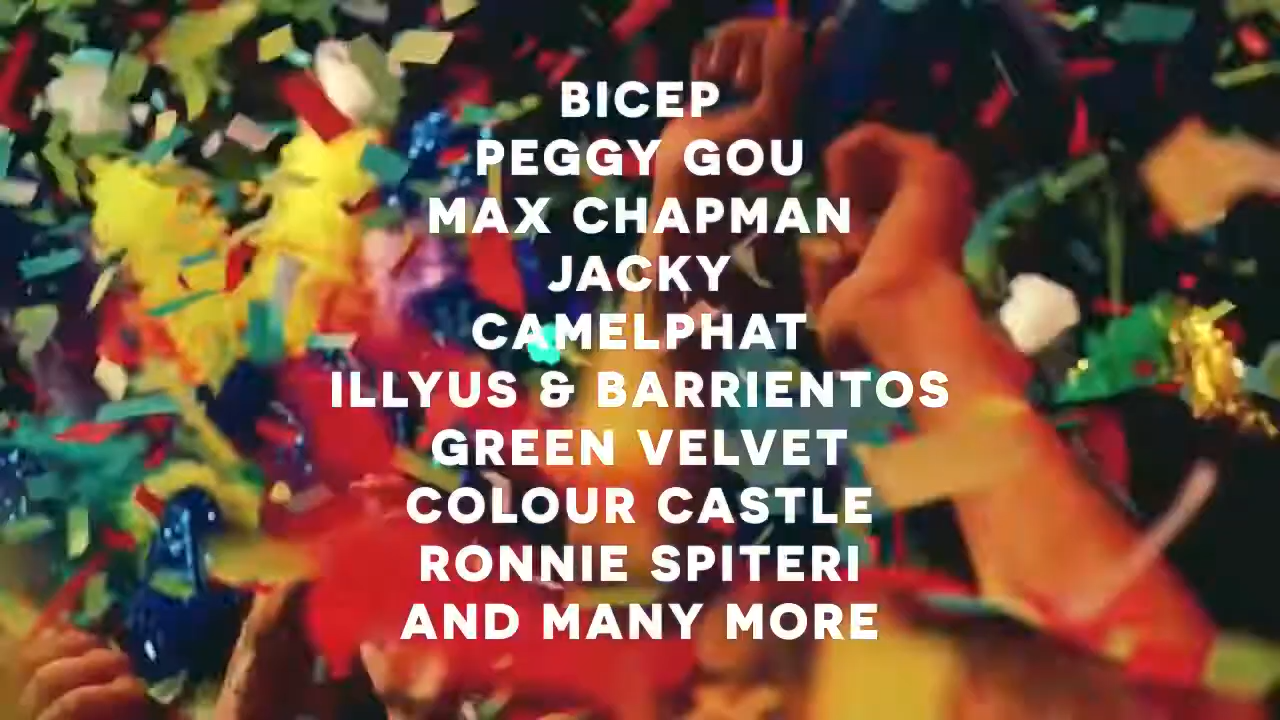 BICEP
PEGGY GOU
MAX CHAPMAN
JACKY
CAMELPHAT
ILLYUS & BARRIENTOS
GREEN VELVET
COLOUR CASTLE
RONNIE SPITERI
AND MANY MORE